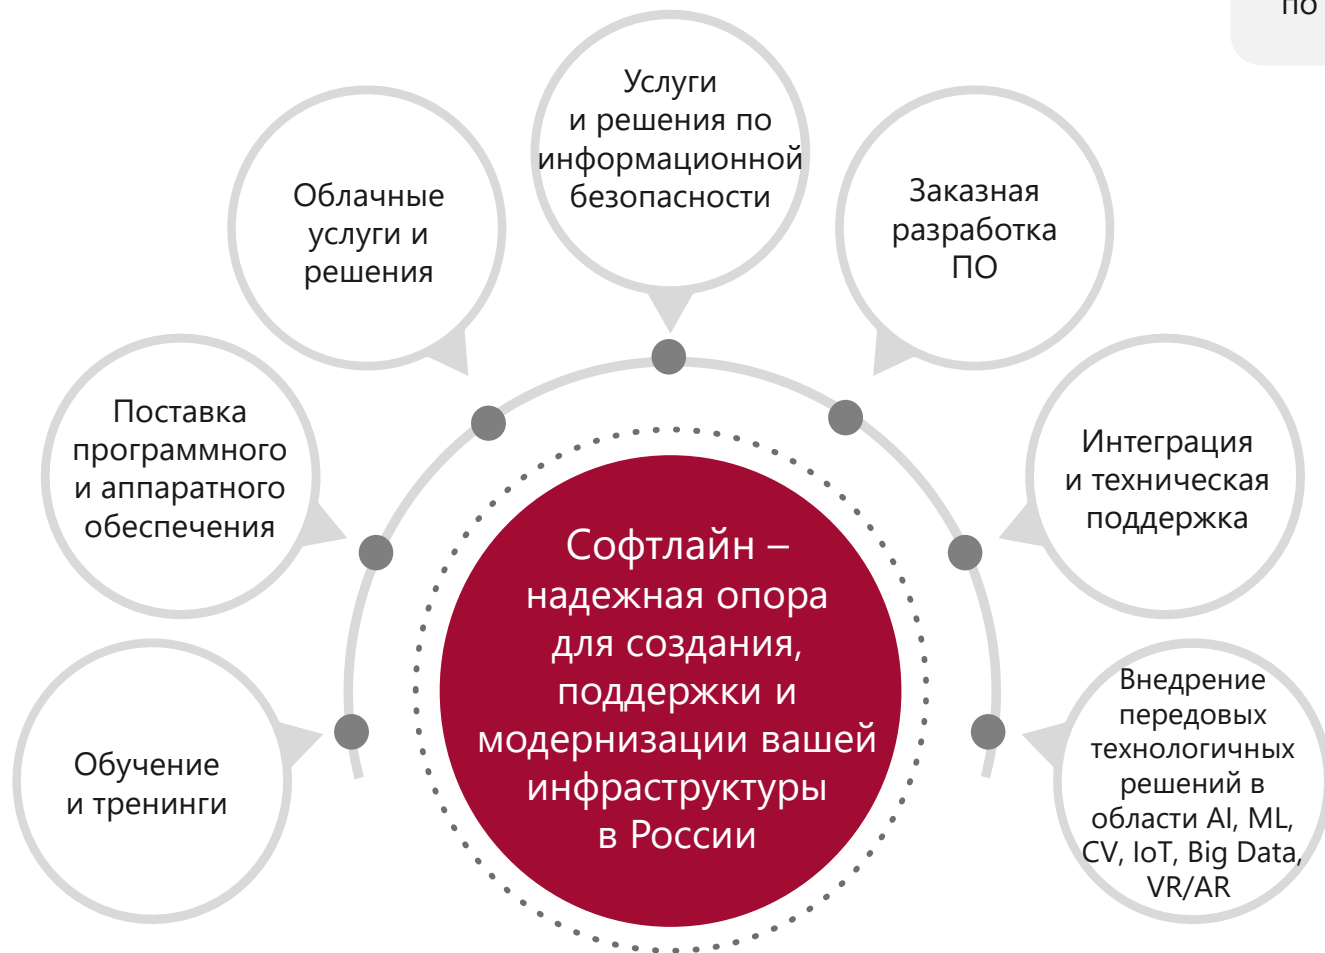 по
Услуги
и решения по
информационной
безопасности
Облачные
услуги и
решения
Заказная
разработка
ПО
Поставка
программного
и аппаратного
обеспечения
Интеграция
и техническая
поддержка
Обучение
и тренинги
Внедрение
передовых
технологичных
решений в
области AI, ML,
CV, IoT, Big Data,
VR/AR
Софтлайн –
надежная опора
для создания,
поддержки и
модернизации вашей
инфраструктуры
в России